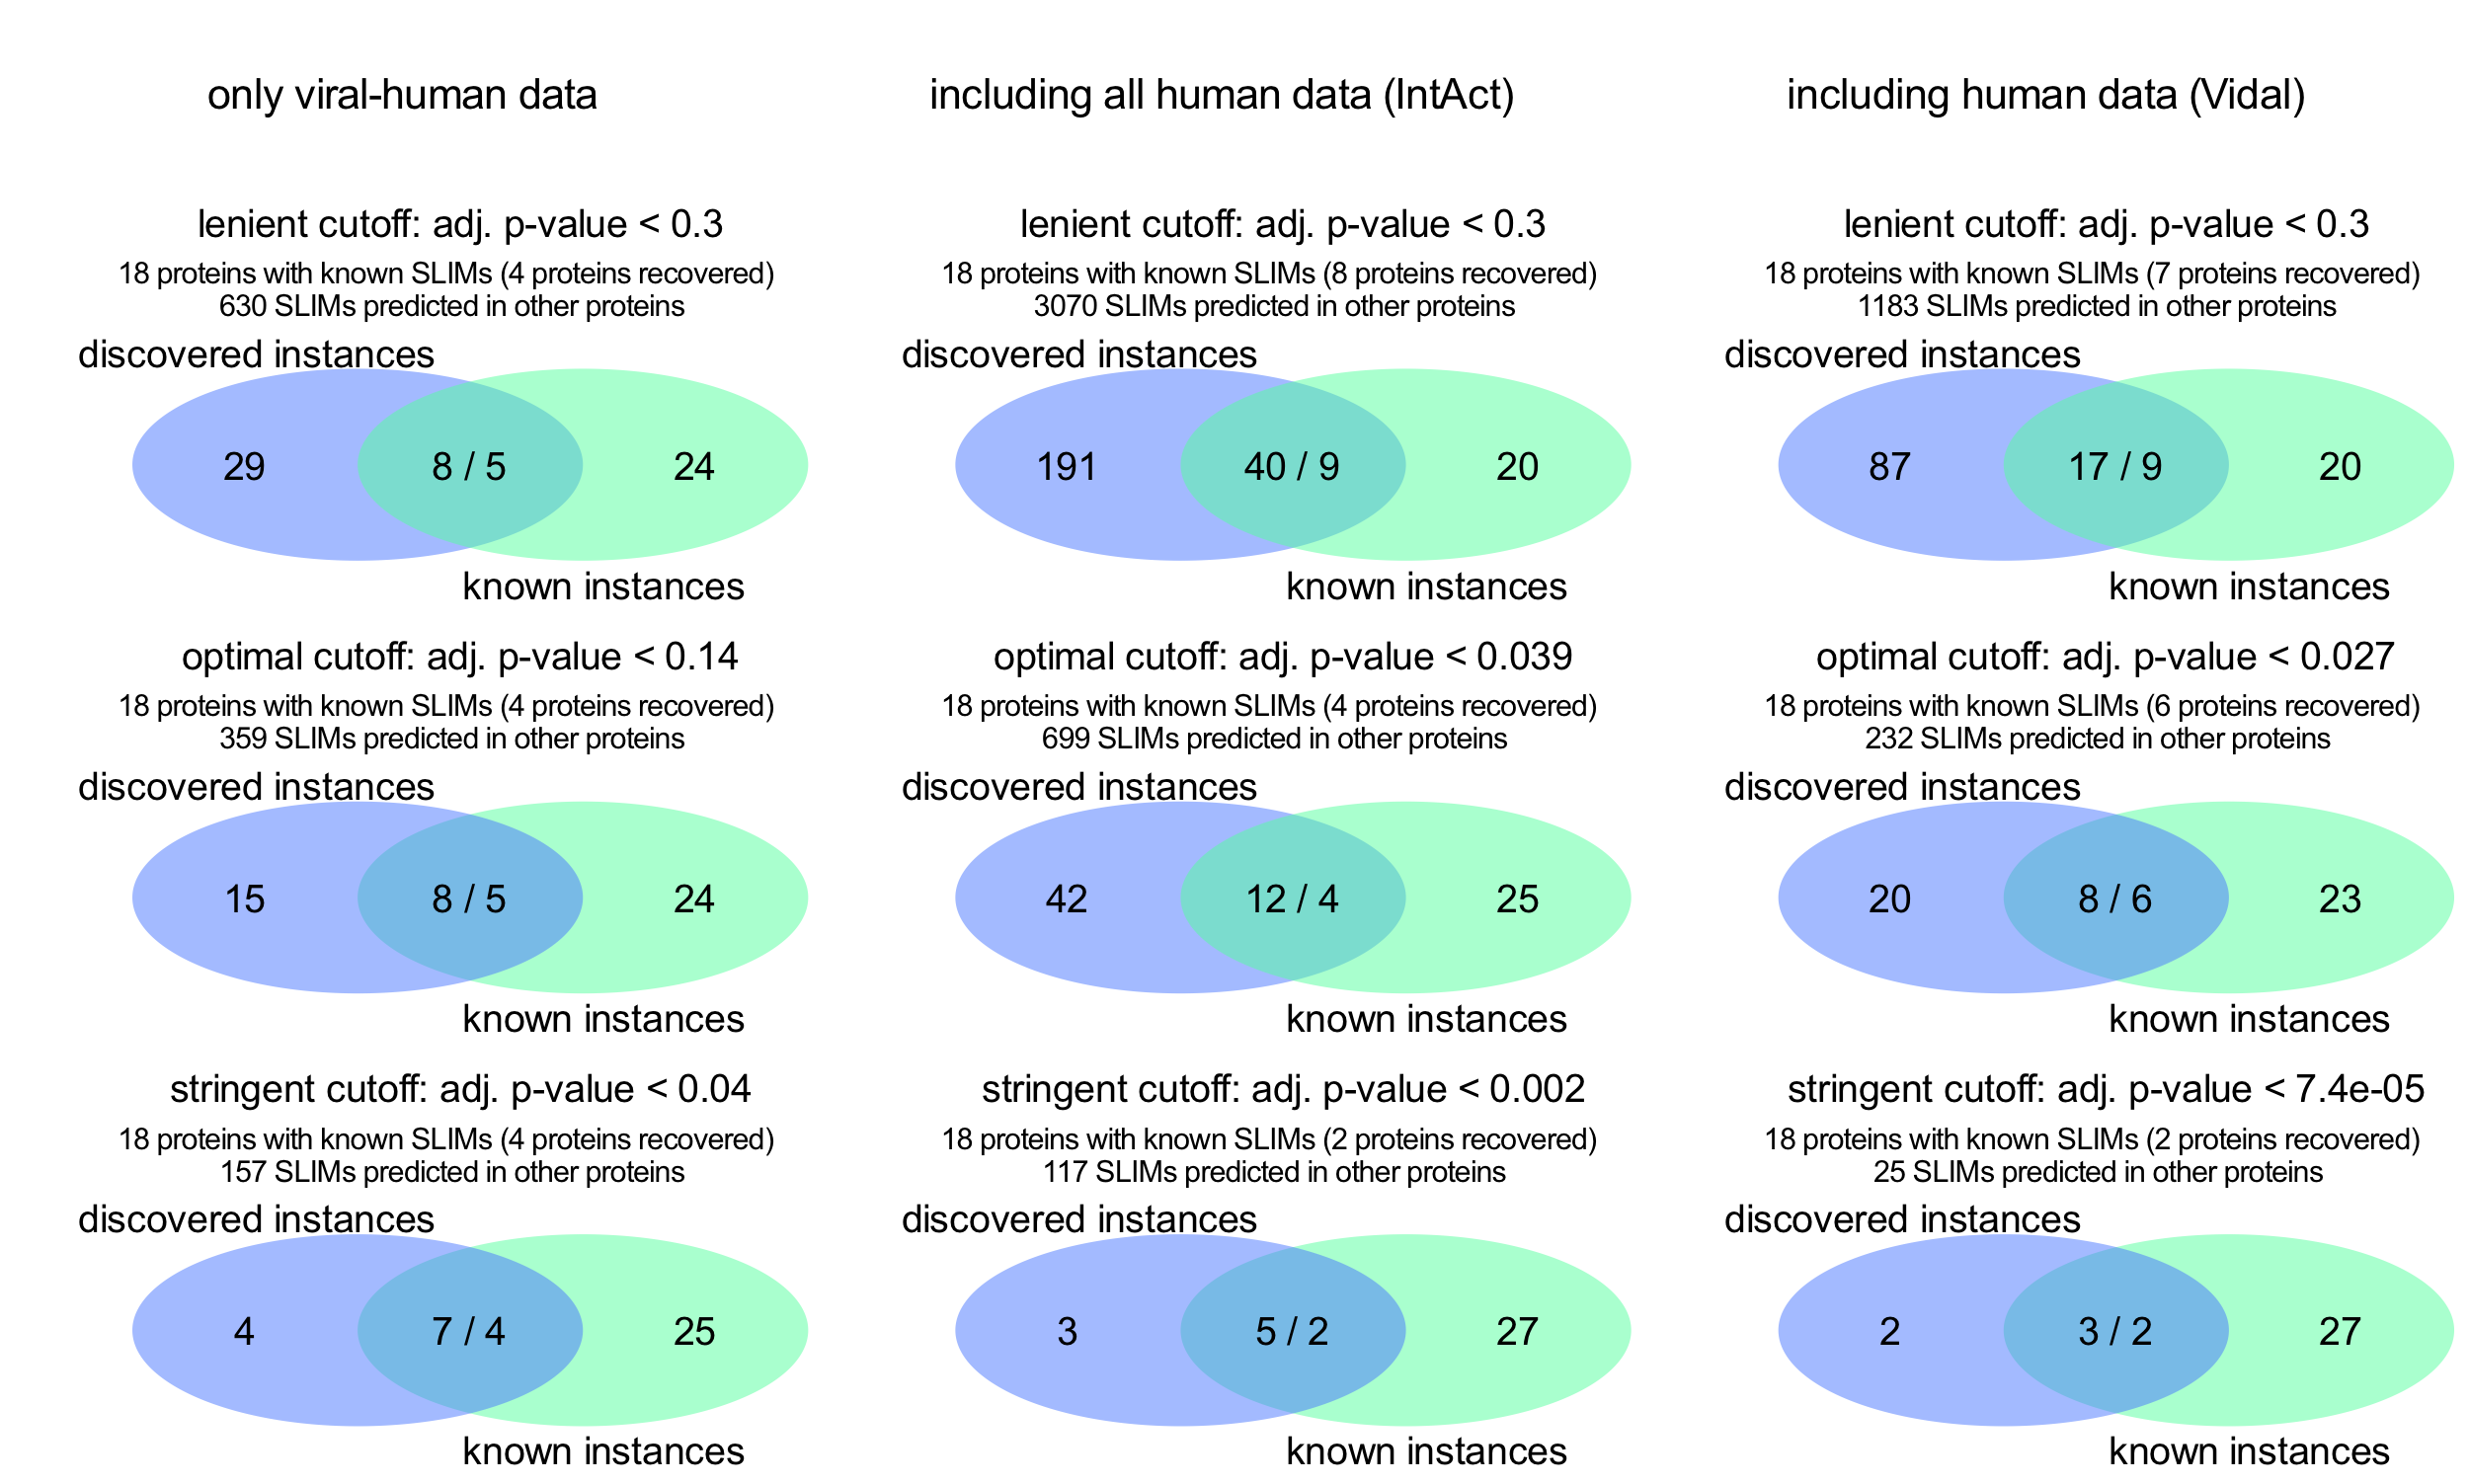 only viral-human data
including all human data (IntAct)
including human data (Vidal)
lenient cutoff: adj. p-value < 0.3
18 proteins with known SLIMs (4 proteins recovered)
630 SLIMs predicted in other proteins
discovered instances
29
8 / 5
24
known instances
lenient cutoff: adj. p-value < 0.3
18 proteins with known SLIMs (8 proteins recovered)
3070 SLIMs predicted in other proteins
discovered instances
191
40 / 9
20
known instances
lenient cutoff: adj. p-value < 0.3
18 proteins with known SLIMs (7 proteins recovered)
1183 SLIMs predicted in other proteins
discovered instances
87
17 / 9
20
known instances
optimal cutoff: adj. p-value < 0.14
18 proteins with known SLIMs (4 proteins recovered)
359 SLIMs predicted in other proteins
discovered instances
15
8 / 5
24
known instances
optimal cutoff: adj. p-value < 0.039
18 proteins with known SLIMs (4 proteins recovered)
699 SLIMs predicted in other proteins
discovered instances
42
12 / 4
25
known instances
optimal cutoff: adj. p-value < 0.027
18 proteins with known SLIMs (6 proteins recovered)
232 SLIMs predicted in other proteins
discovered instances
20
8 / 6
23
known instances
stringent cutoff: adj. p-value < 0.04
18 proteins with known SLIMs (4 proteins recovered)
157 SLIMs predicted in other proteins
discovered instances
4
7 / 4
25
known instances
stringent cutoff: adj. p-value < 0.002
18 proteins with known SLIMs (2 proteins recovered)
117 SLIMs predicted in other proteins
discovered instances
3
5 / 2
27
known instances
stringent cutoff: adj. p-value < 7.4e-05
18 proteins with known SLIMs (2 proteins recovered)
25 SLIMs predicted in other proteins
discovered instances
2
3 / 2
27
known instances